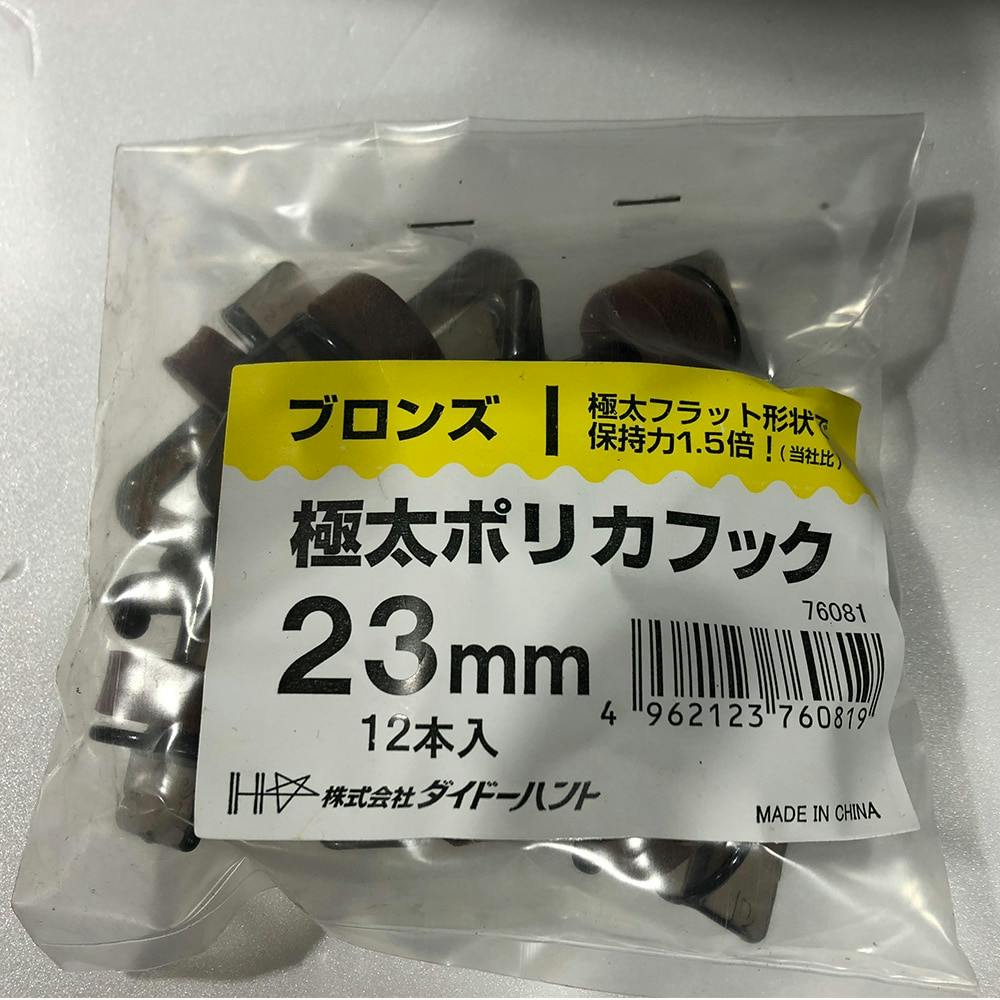 ブロンズ
極太フラット形状で
保持力1.5倍！(当社比)
極太ポリカフック
23mm
12本入
76081
4 962123 760819
株式会社ダイドーハント
MADE IN CHINA